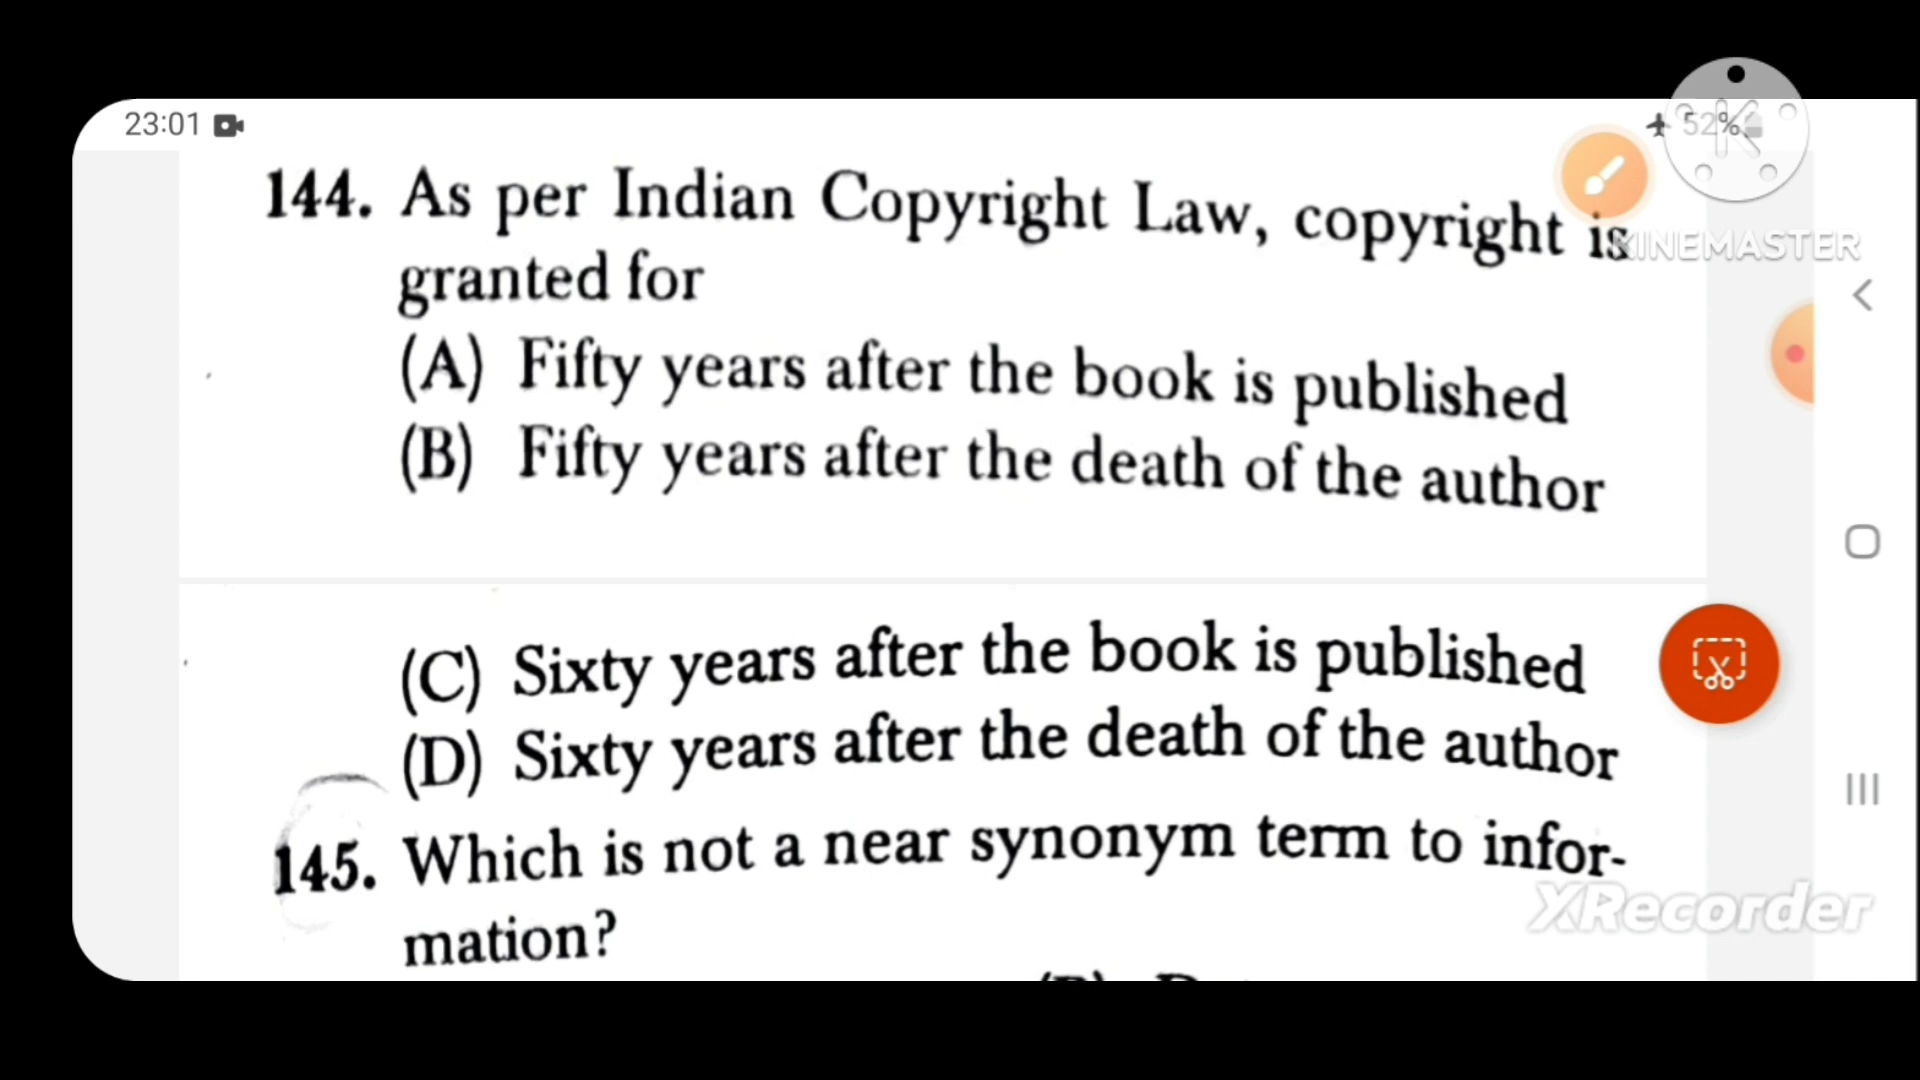 23:01
52%
KINEMASTER
144. As per Indian Copyright Law, copyright is
granted for
(A) Fifty years after the book is published
(B) Fifty years after the death of the author
(C) Sixty years after the book is published
(D) Sixty years after the death of the author
145. Which is not a near synonym term to infor-
mation?
XRecorder